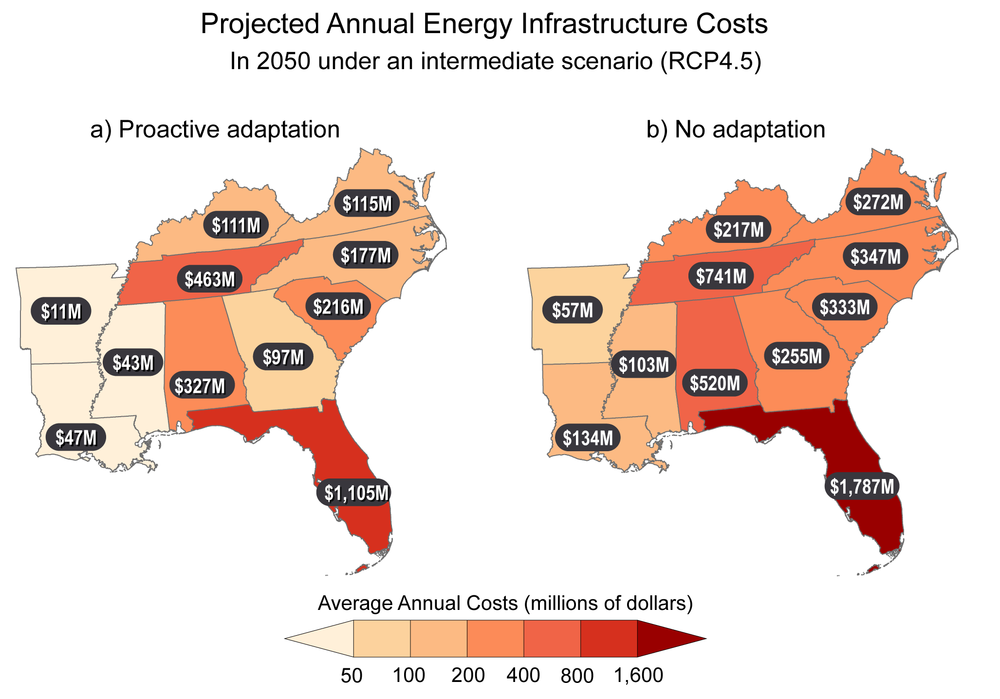 Projected Annual Energy Infrastructure Costs
In 2050 under an intermediate scenario (RCP4.5)
a) Proactive adaptation
$115M
$111M
$177M
$463M
$11M
$216M
$43M
$97M
$327M
$47M
$1,105M
b) No adaptation
$272M
$217M
$347M
$741M
$57M
$333M
$103M
$255M
$520M
$134M
$1,787M
Average Annual Costs (millions of dollars)
50 100 200 400 800 1,600